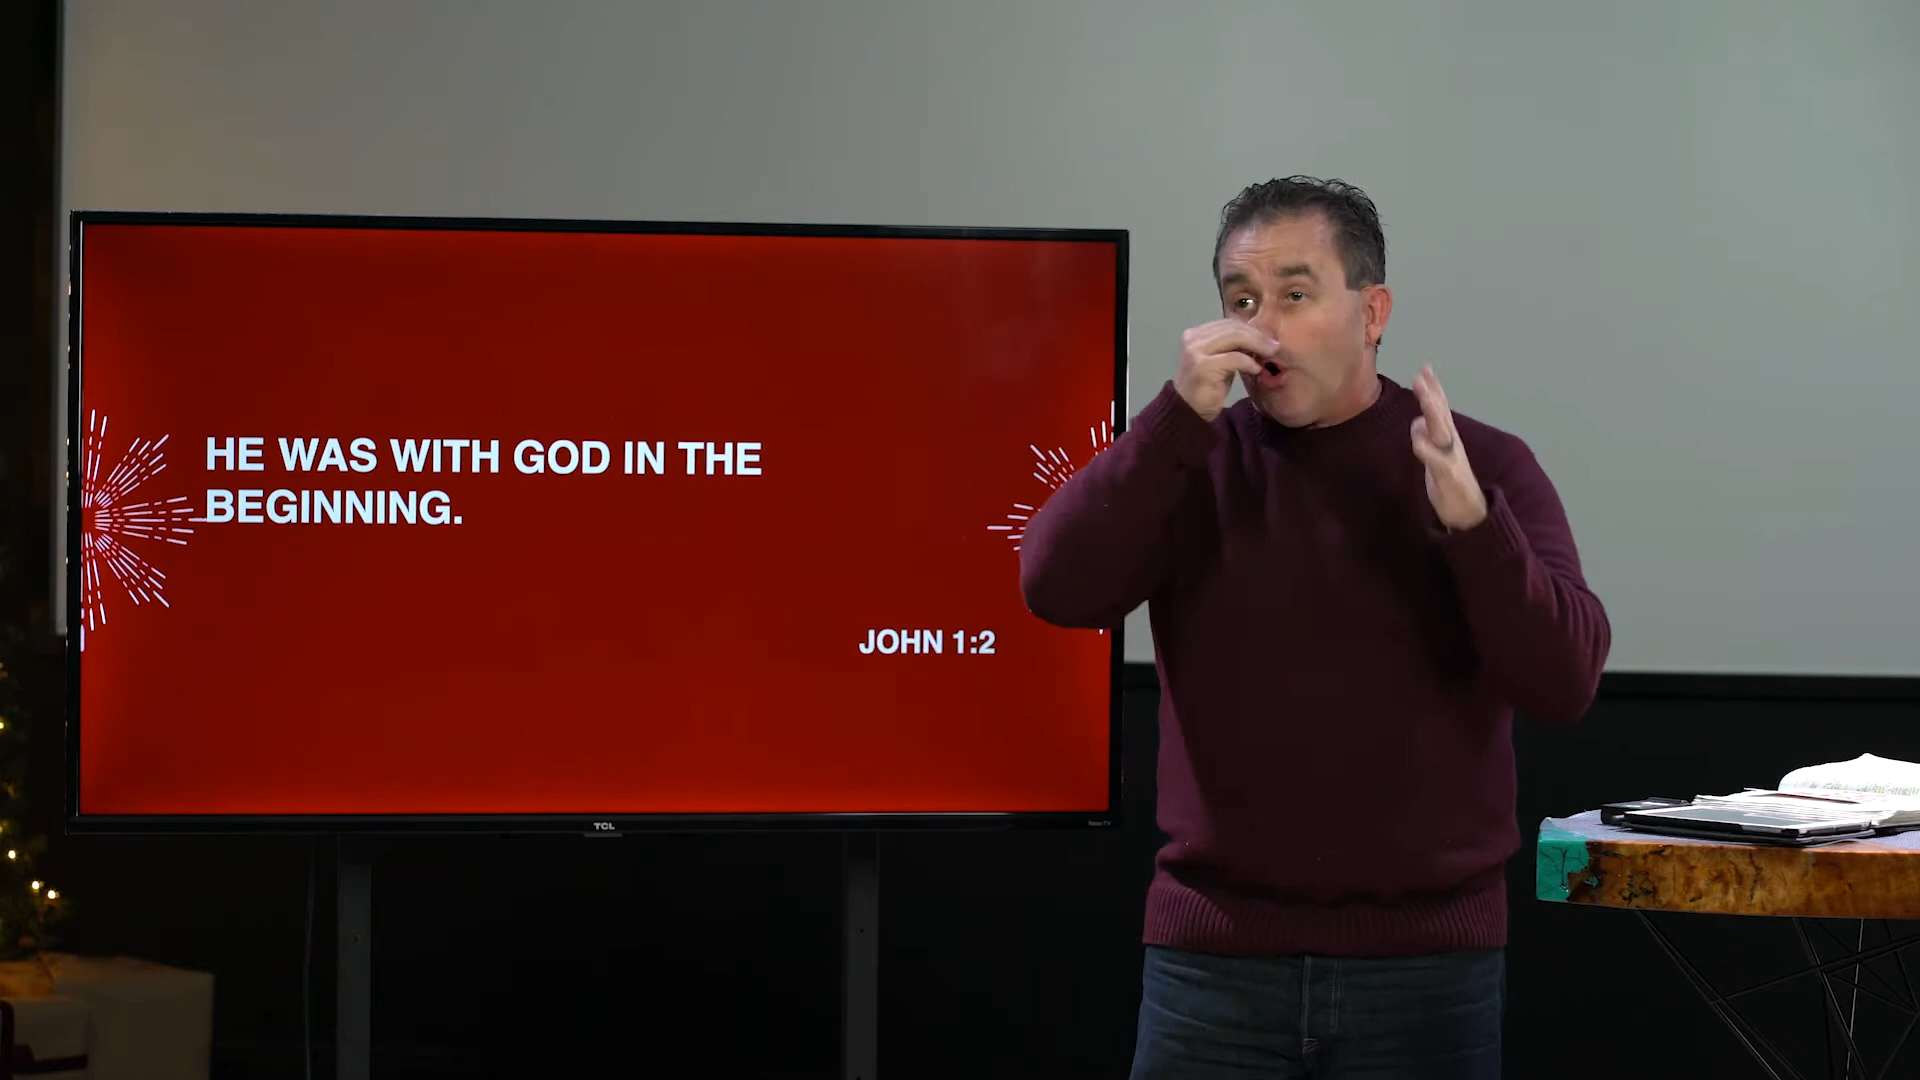 HE WAS WITH GOD IN THE
BEGINNING.
JOHN 1:2
TCL